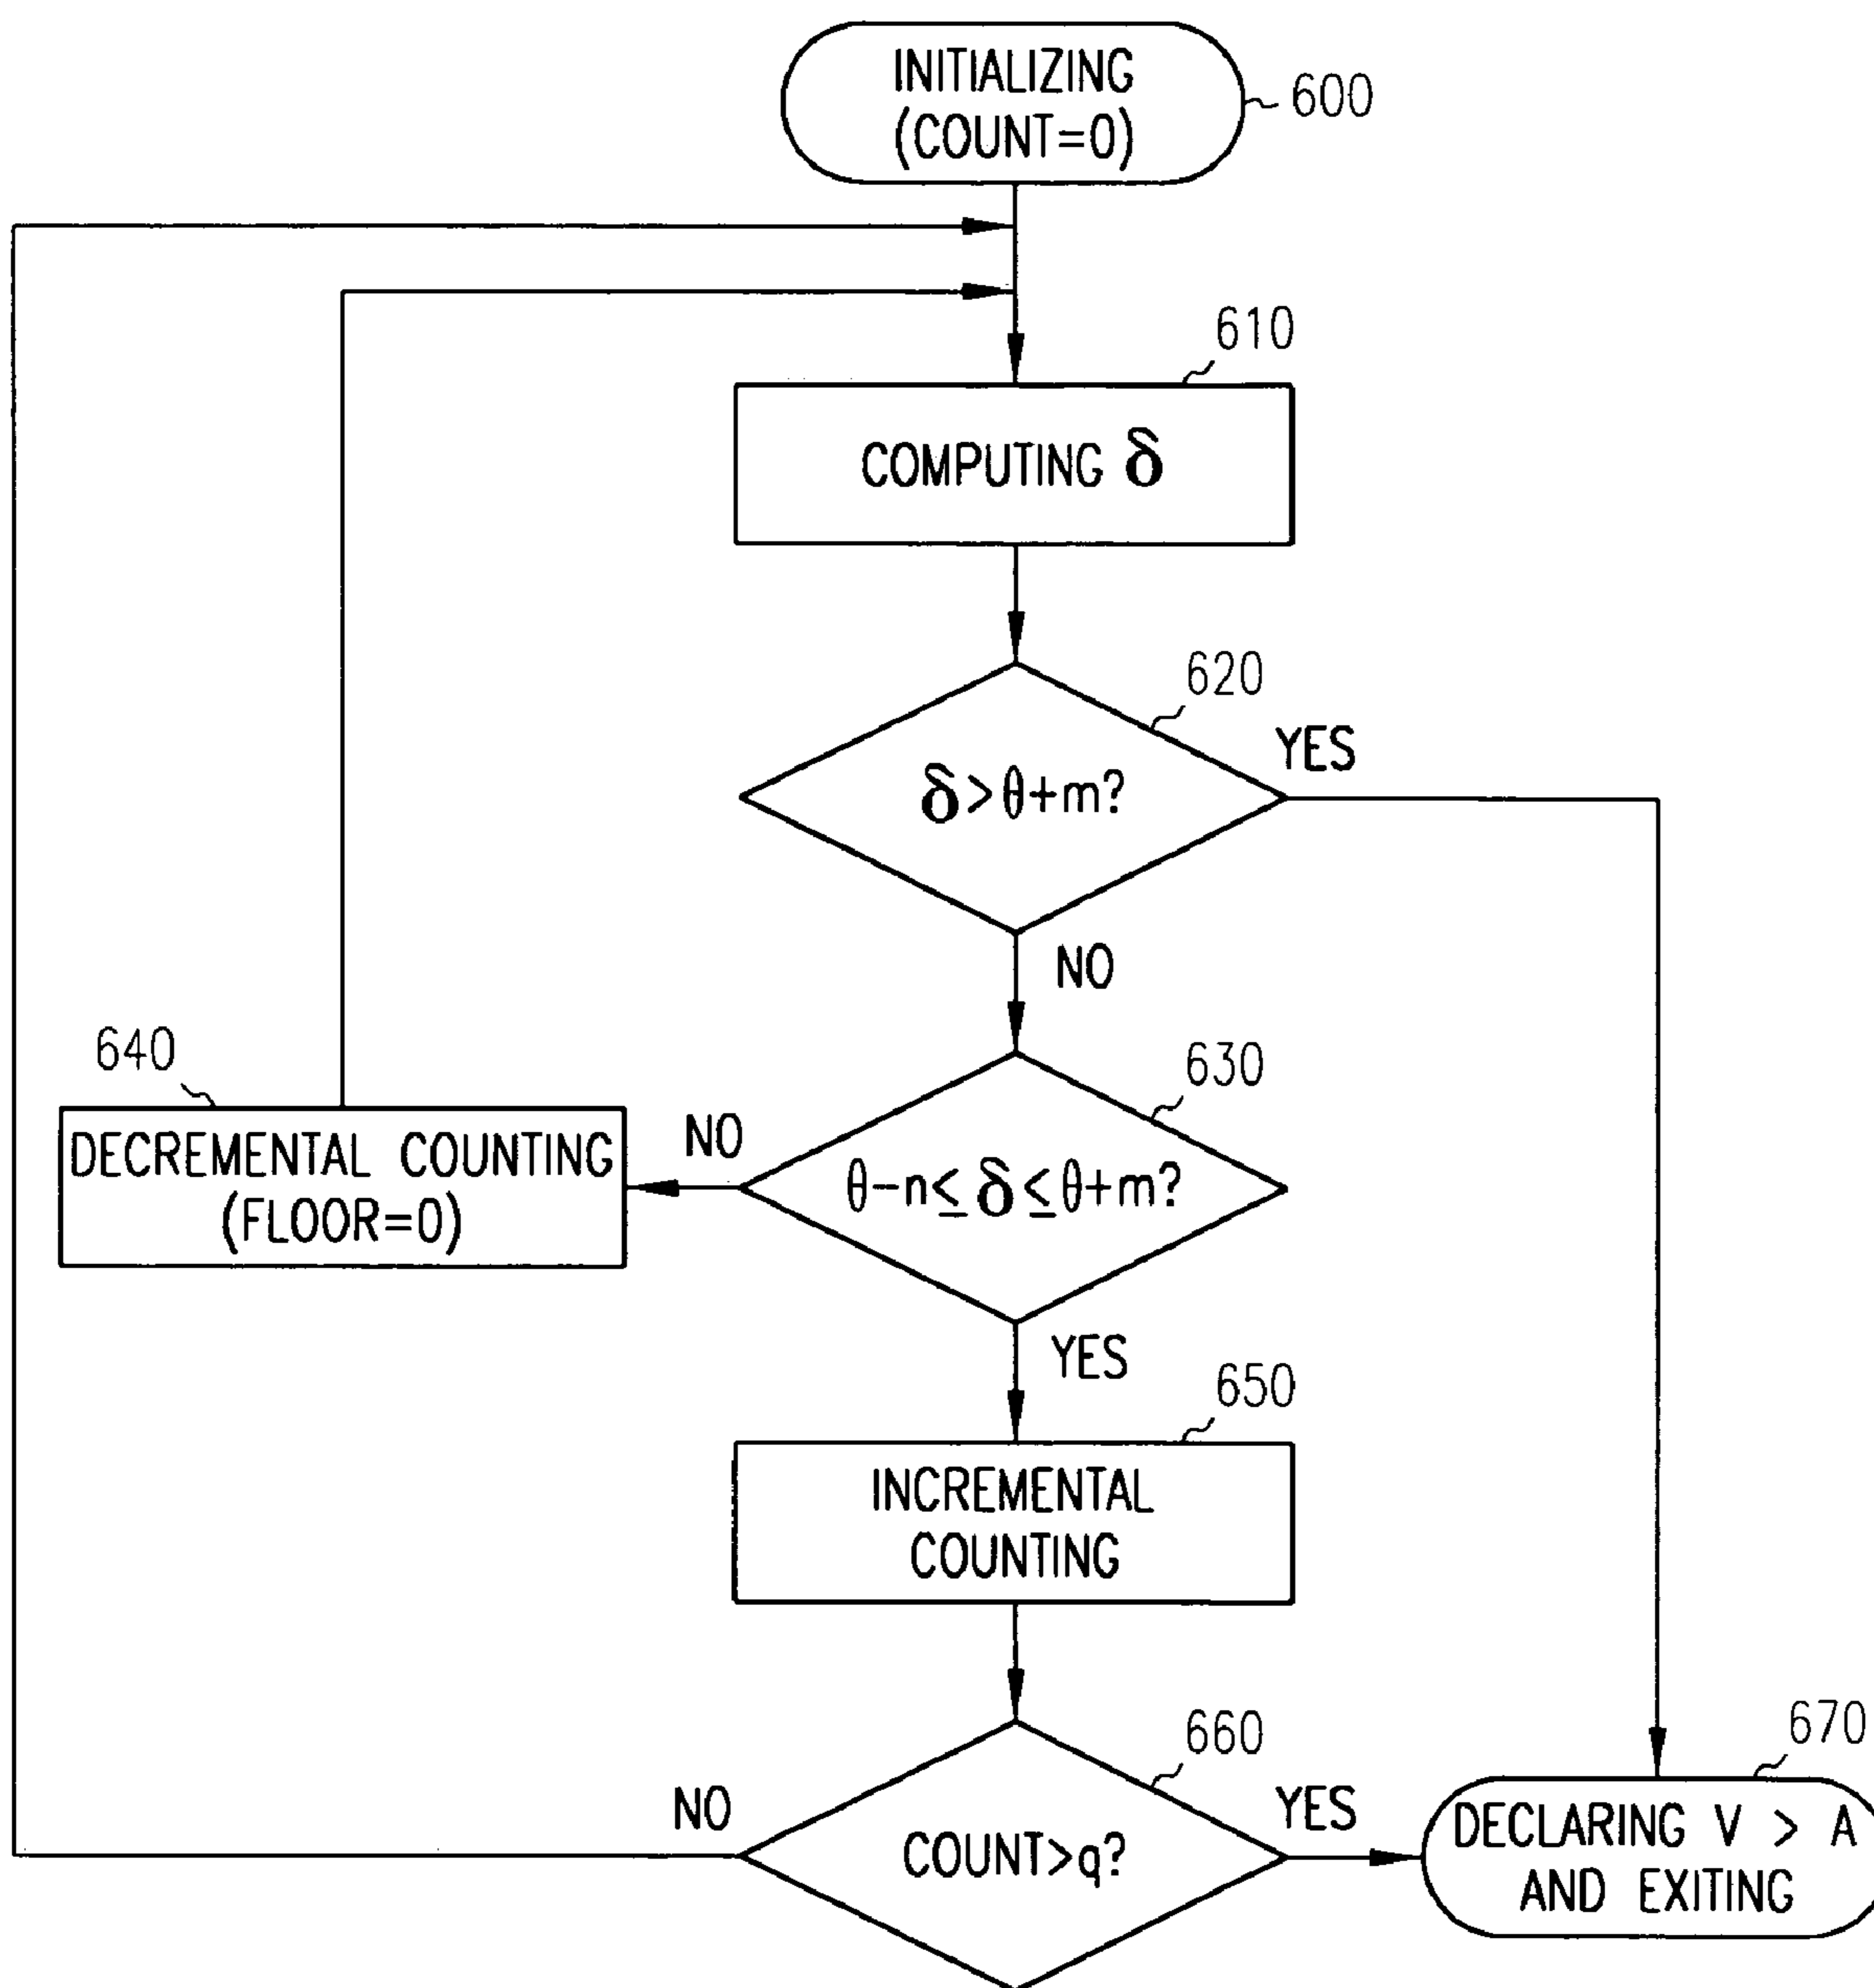 INITIALIZING
(COUNT=0)
600
610
COMPUTING δ
620
YES
δ>θ+m?
NO
640
630
DECREMENTAL COUNTING
(FLOOR=0)
NO
θ-n≤δ≤θ+m?
YES
650
INCREMENTAL
COUNTING
660
670
NO
YES
COUNT>q?
DECLARING V > A
AND EXITING